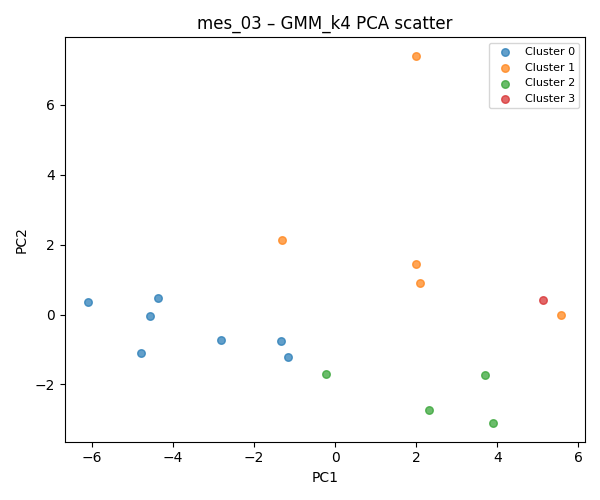 mes_03 – GMM_k4 PCA scatter
Cluster 0
Cluster 1
Cluster 2
Cluster 3
PC2
6
4
2
0
−2
−6
−4
−2
0
2
4
6
PC1